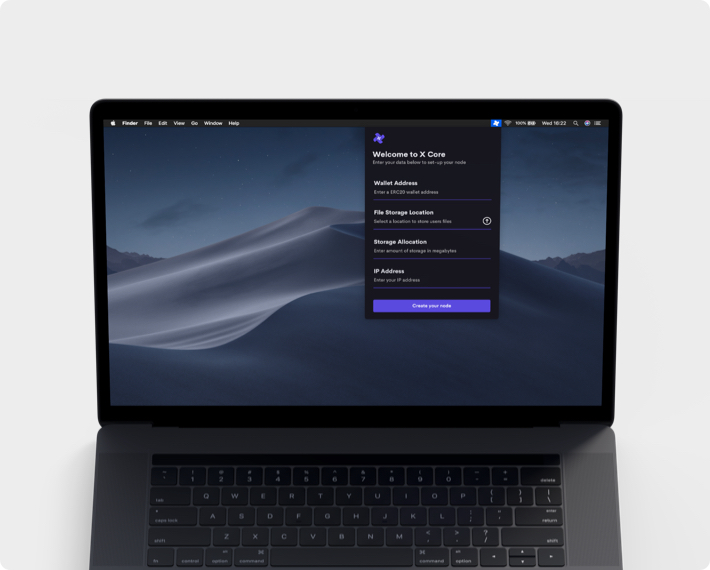 Finder File Edit View Go Window Help 100% Wed 16:22
Welcome to X Core
Enter your data below to set-up your node
Wallet Address
Enter a ERC20 wallet address
File Storage Location
Select a location to store users files
Storage Allocation
Enter amount of storage in megabytes
IP Address
Enter your IP address
Create your node
1 2 3 4 5 6 7 8 9 0 delete
tab Q W E R T Y U I O P { } |
caps lock A S D F G H J K L : " enter
return
shift Z X C V B N M < > ? shift
fn control option command command option